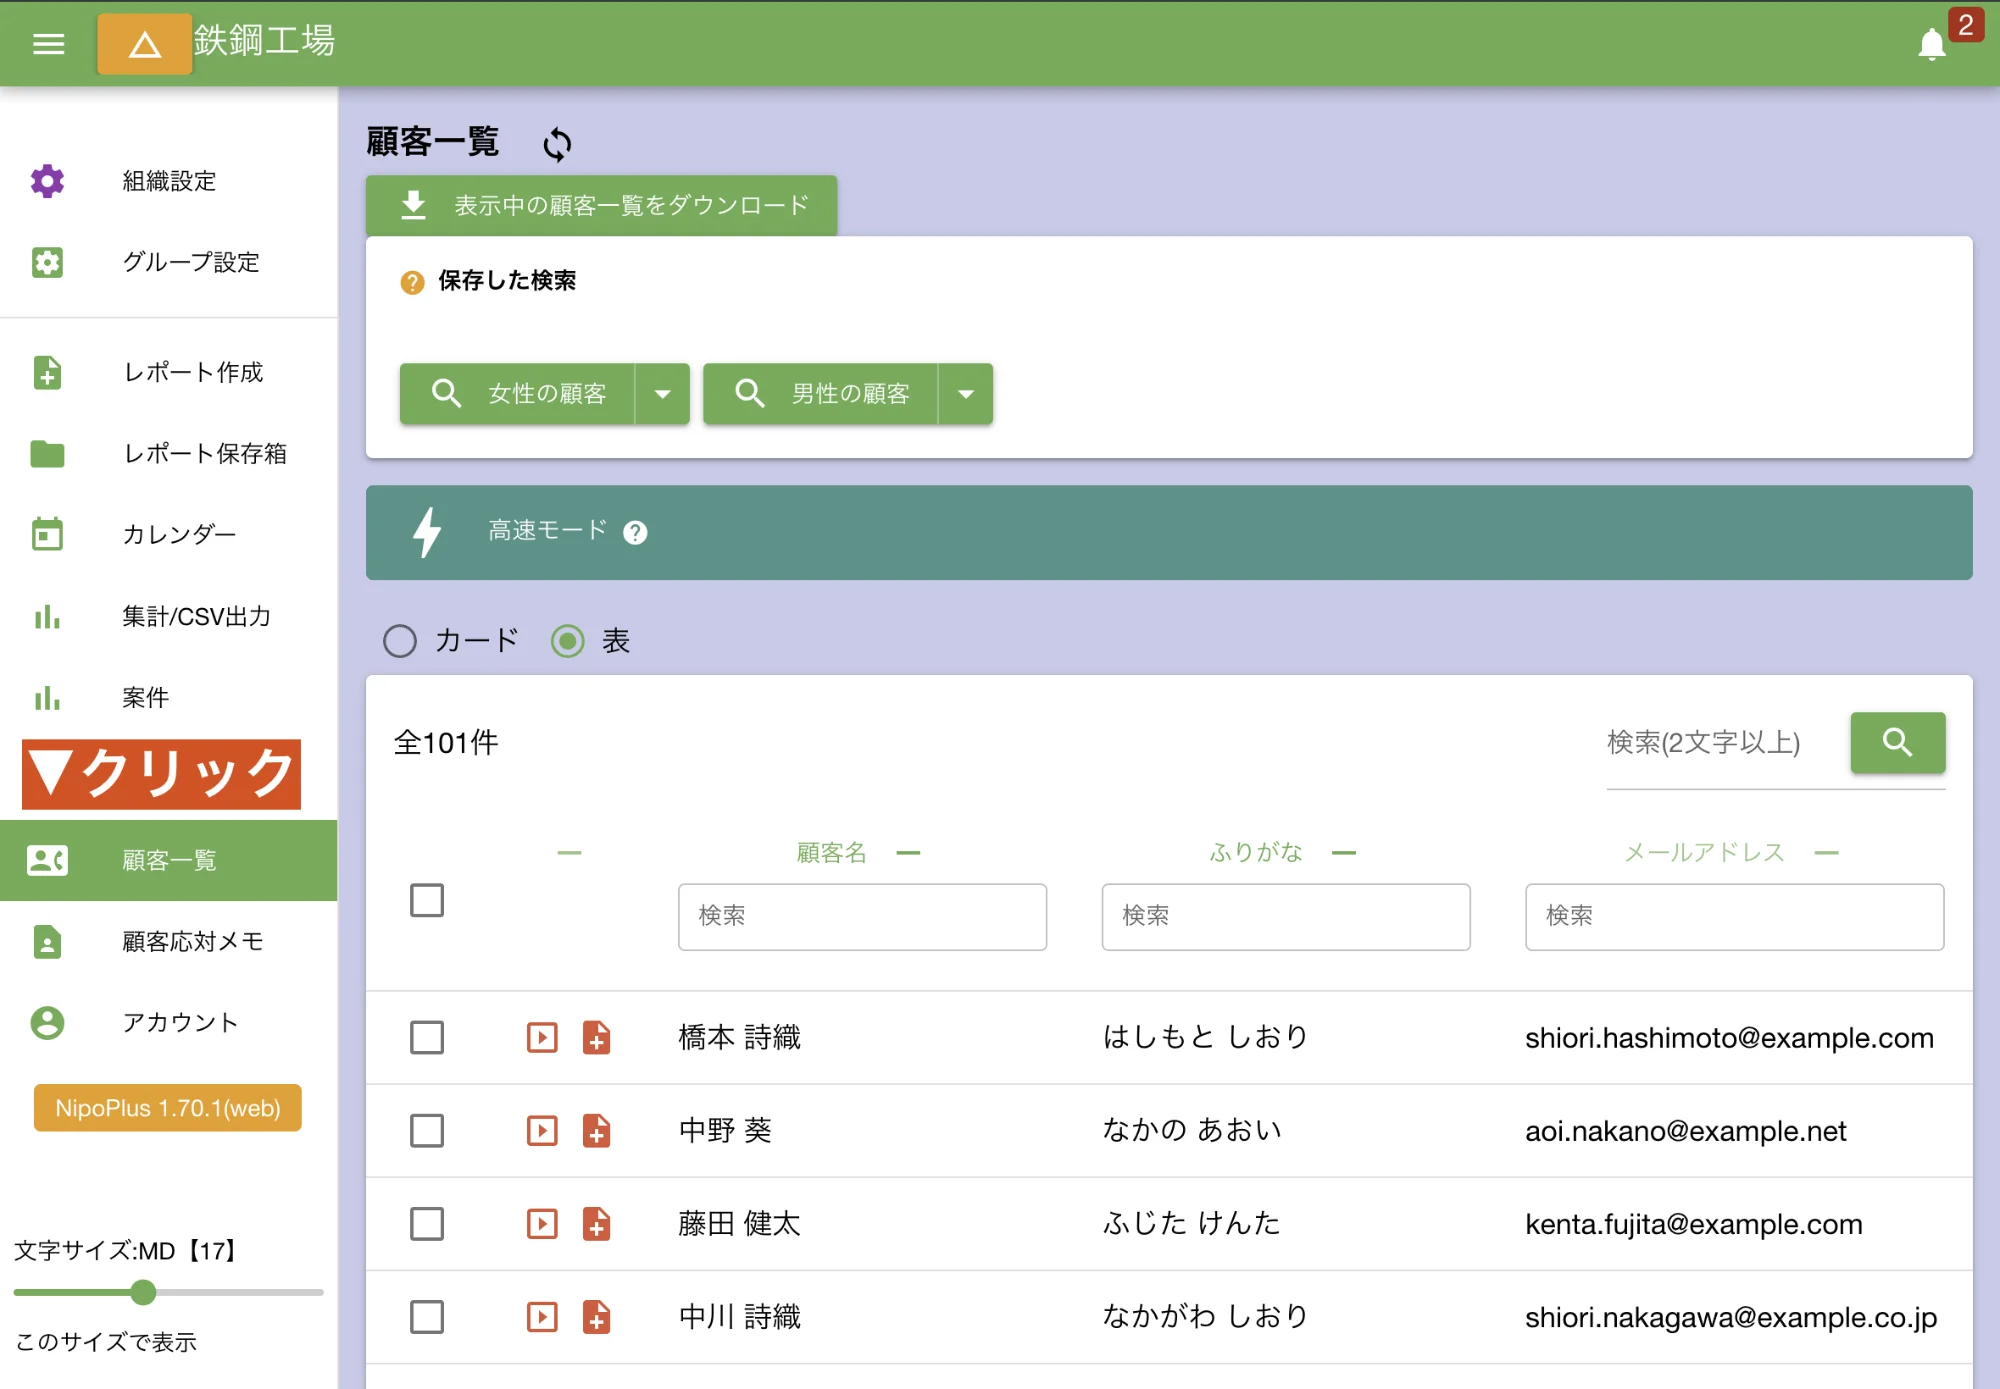 鉄鋼工場
2
組織設定
グループ設定
レポート作成
レポート保存箱
カレンダー
集計/CSV出力
案件
▼クリック
顧客一覧
顧客応対メモ
アカウント
NipoPlus 1.70.1(web)
文字サイズ:MD【17】
このサイズで表示
顧客一覧
表示中の顧客一覧をダウンロード
保存した検索
女性の顧客
男性の顧客
高速モード
カード 表
全101件
検索(2文字以上)
顧客名 ふりがな メールアドレス
検索 検索 検索
橋本 詩織 はしもと しおり shiori.hashimoto@example.com
中野 葵 なかの あおい aoi.nakano@example.net
藤田 健太 ふじた けんた kenta.fujita@example.com
中川 詩織 なかがわ しおり shiori.nakagawa@example.co.jp